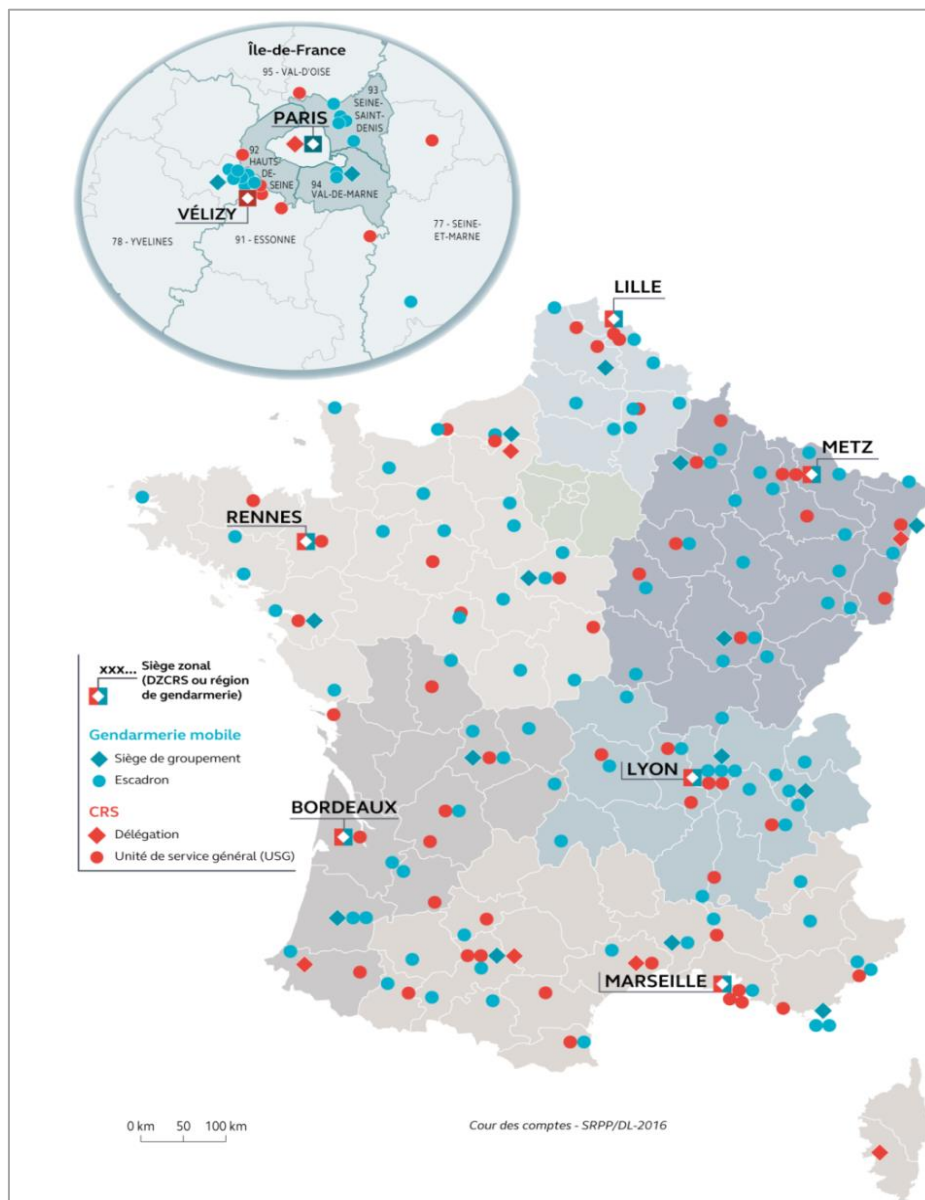 Île-de-France
95 - VAL-D'OISE
93
SEINE-
SAINT-
DENIS
PARIS
92
HAUTS-
DE-
SEINE
94
VAL-DE-MARNE
VÉLIZY
78 - YVELINES
91 - ESSONNE
77 - SEINE-
ET-MARNE
LILLE
METZ
RENNES
xxx...
Siège zonal
(DZCRS ou région
de gendarmerie)
Gendarmerie mobile
Siège de groupement
Escadron
CRS
Délégation
Unité de service général (USG)
LYON
BORDEAUX
MARSEILLE
0 km 50 100 km
Cour des comptes - SRPP/DL-2016